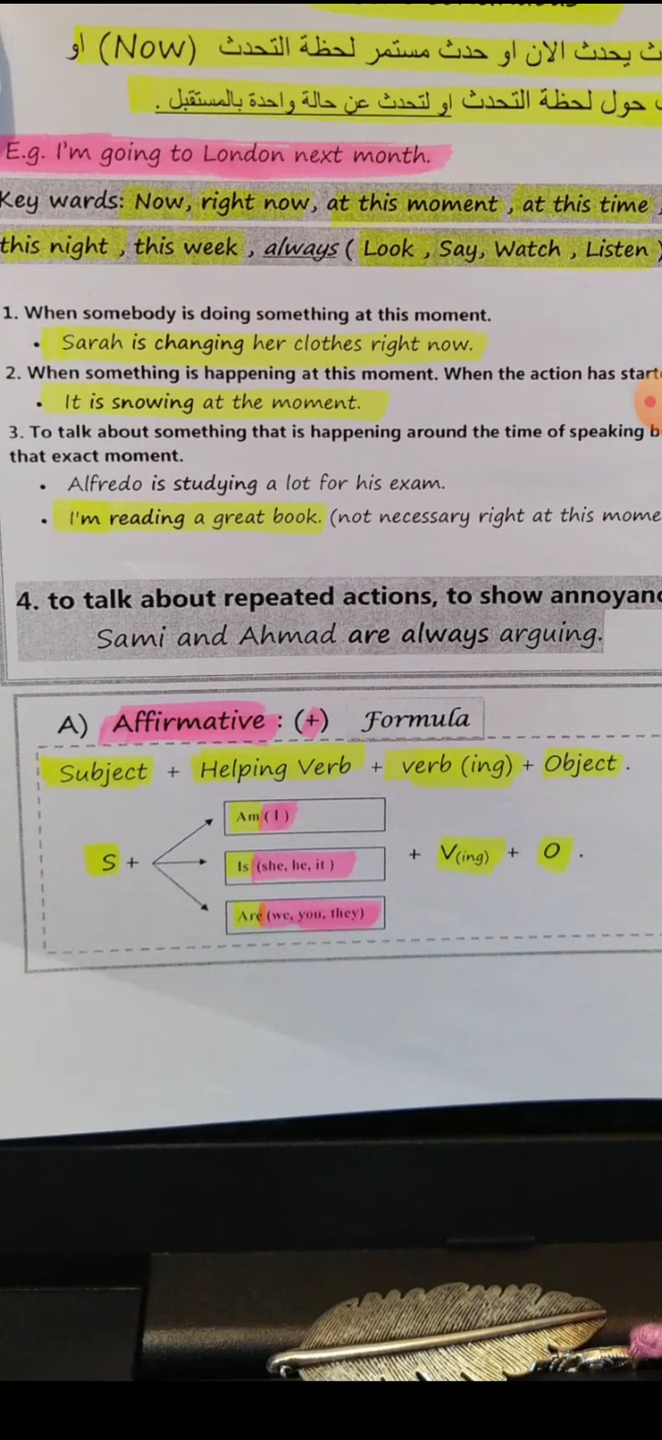 يحدث الان او حدث مستمر لحظة التحدث (Now) او
حول لحظة التحدث او لتحدث عن حالة واحدة بالمستقبل .
E.g. I'm going to London next month.
Key wards: Now, right now, at this moment , at this time ,
this night , this week , always ( Look , Say, Watch , Listen )
1. When somebody is doing something at this moment.
• Sarah is changing her clothes right now.
2. When something is happening at this moment. When the action has
• It is snowing at the moment.
3. To talk about something that is happening around the time of speaking
that exact moment.
• Alfredo is studying a lot for his exam.
• I'm reading a great book. (not necessary right at this
4. to talk about repeated actions, to show
Sami and Ahmad are always arguing.
A) Affirmative : (+) Formula
Subject + Helping Verb + verb (ing) + Object .
Am ( I )
S + Is (she, he, it ) + V(ing) + O .
Are (we, you, they)